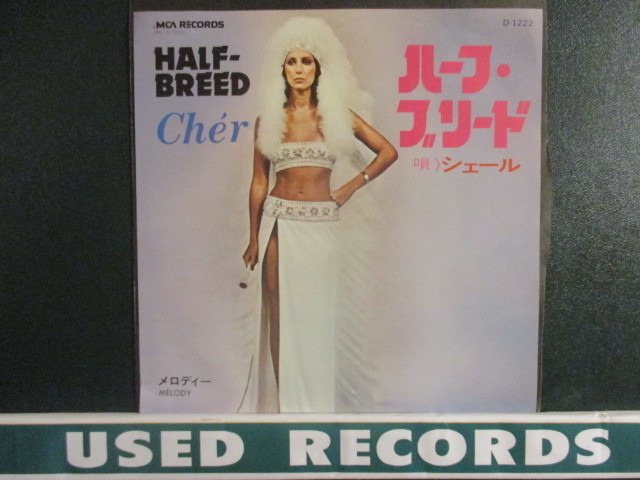 MCA RECORDS
D-1222
HALF-
BREED
Chér
ハーフ・
ブリード
唄）シェール
メロディー
MELODY
USED RECORDS